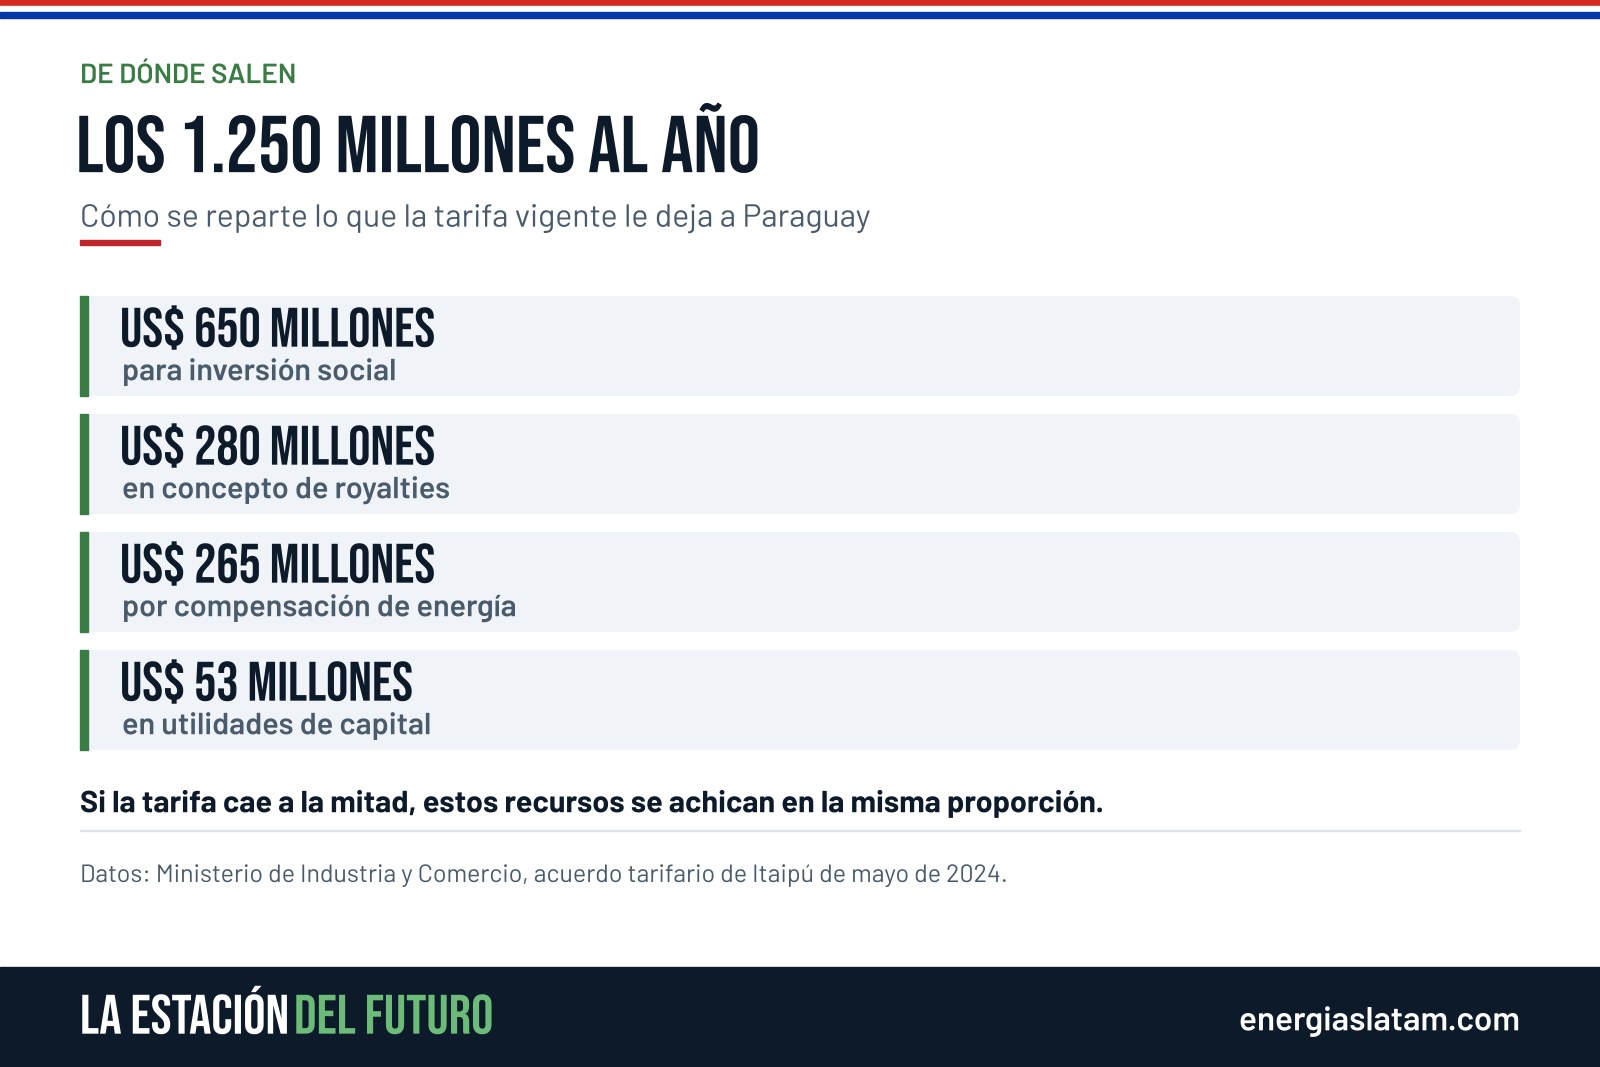 DE DÓNDE SALEN
LOS 1.250 MILLONES AL AÑO
Cómo se reparte lo que la tarifa vigente le deja a Paraguay
US$ 650 MILLONES
para inversión social
US$ 280 MILLONES
en concepto de royalties
US$ 265 MILLONES
por compensación de energía
US$ 53 MILLONES
en utilidades de capital
Si la tarifa cae a la mitad, estos recursos se achican en la misma proporción.
Datos: Ministerio de Industria y Comercio, acuerdo tarifario de Itaipú de mayo de 2024.
LA ESTACIÓN DEL FUTURO
energiaslatam.com